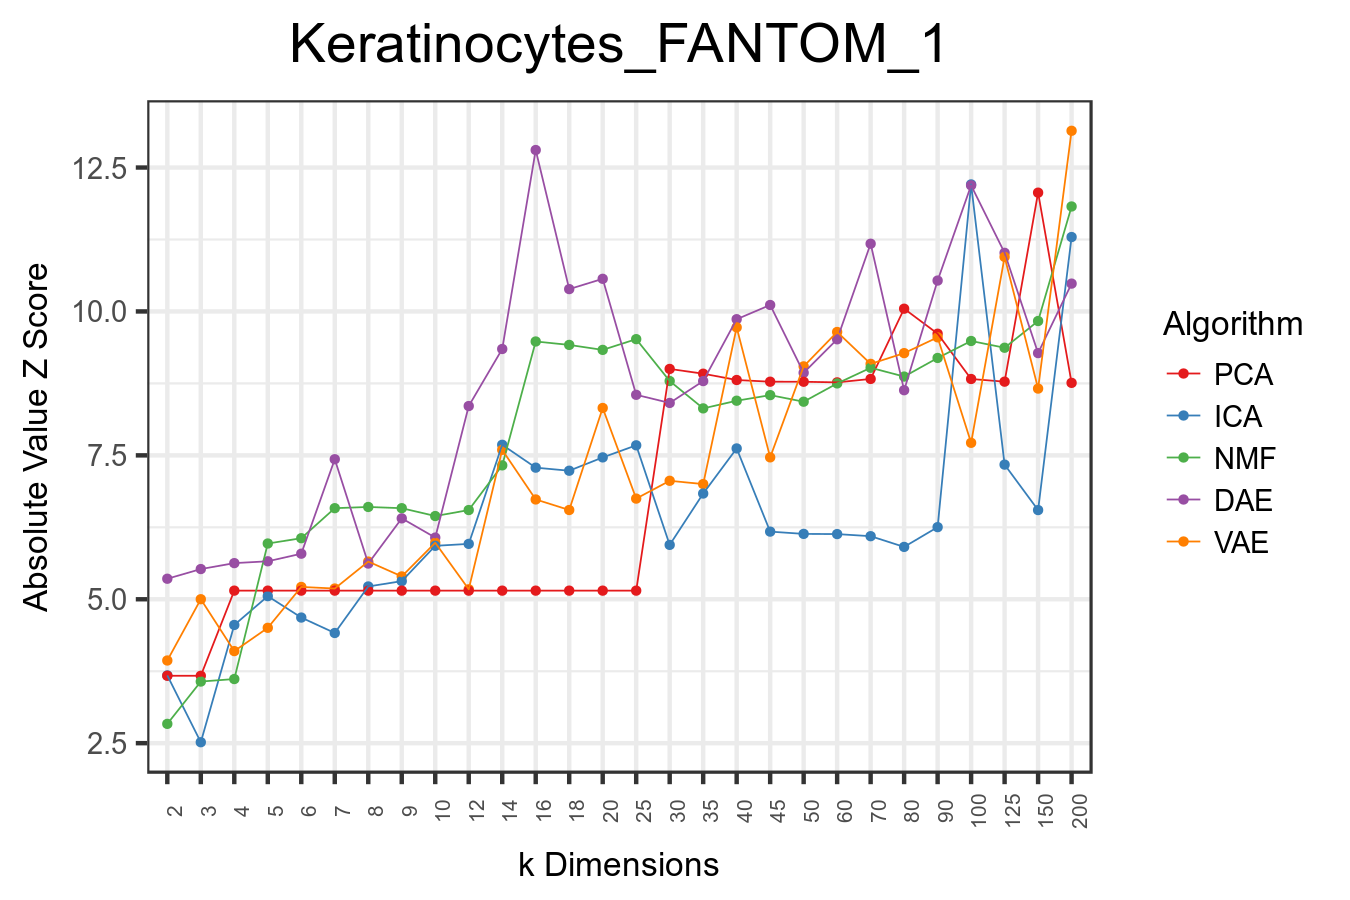 Keratinocytes_FANTOM_1
Absolute Value Z Score
12.5
10.0
7.5
5.0
2.5
2 3 4 5 6 7 8 9 10 12 14 16 18 20 25 30 35 40 45 50 60 70 80 90 100 125 150 200
k Dimensions
Algorithm
PCA
ICA
NMF
DAE
VAE